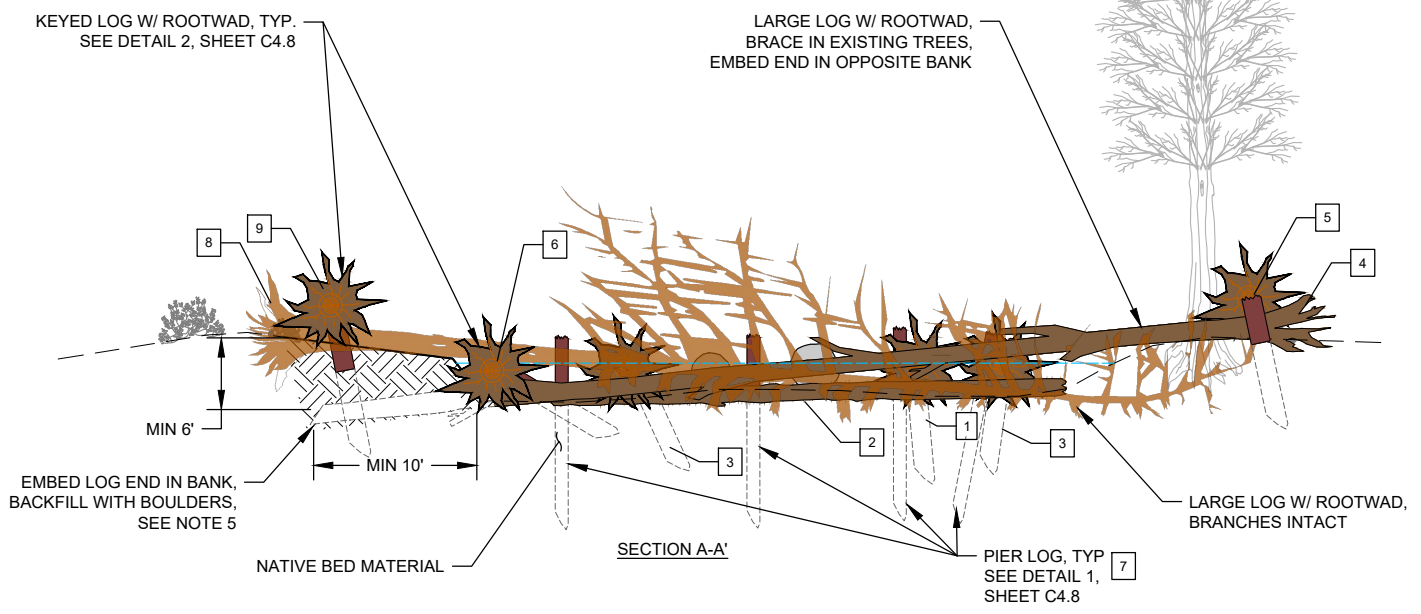 KEYED LOG W/ ROOTWAD, TYP.
SEE DETAIL 2, SHEET C4.8
LARGE LOG W/ ROOTWAD,
BRACE IN EXISTING TREES,
EMBED END IN OPPOSITE BANK
8
9
6
5
4
MIN 6'
MIN 10'
3
2
1
3
EMBED LOG END IN BANK,
BACKFILL WITH BOULDERS,
SEE NOTE 5
NATIVE BED MATERIAL
SECTION A-A'
LARGE LOG W/ ROOTWAD,
BRANCHES INTACT
PIER LOG, TYP 7
SEE DETAIL 1,
SHEET C4.8